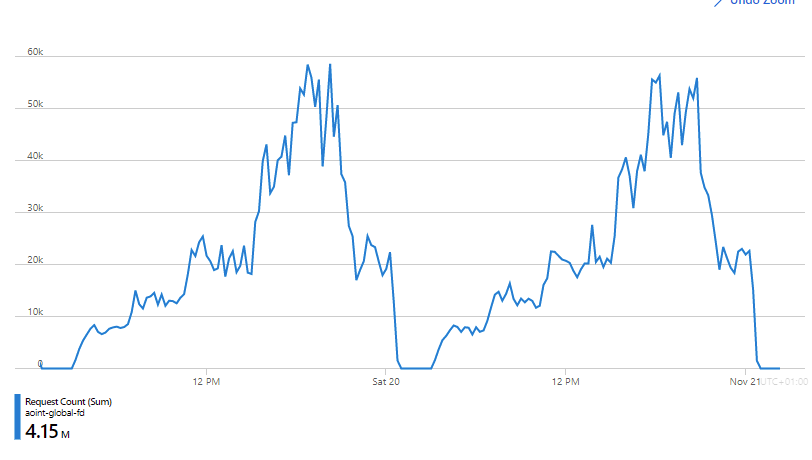 Undo Zoom
60k
50k
40k
30k
20k
10k
0
12 PM
Sat 20
12 PM
Nov 21
UTC+01:00
Request Count (Sum)
aoint-global-fd
4.15 M